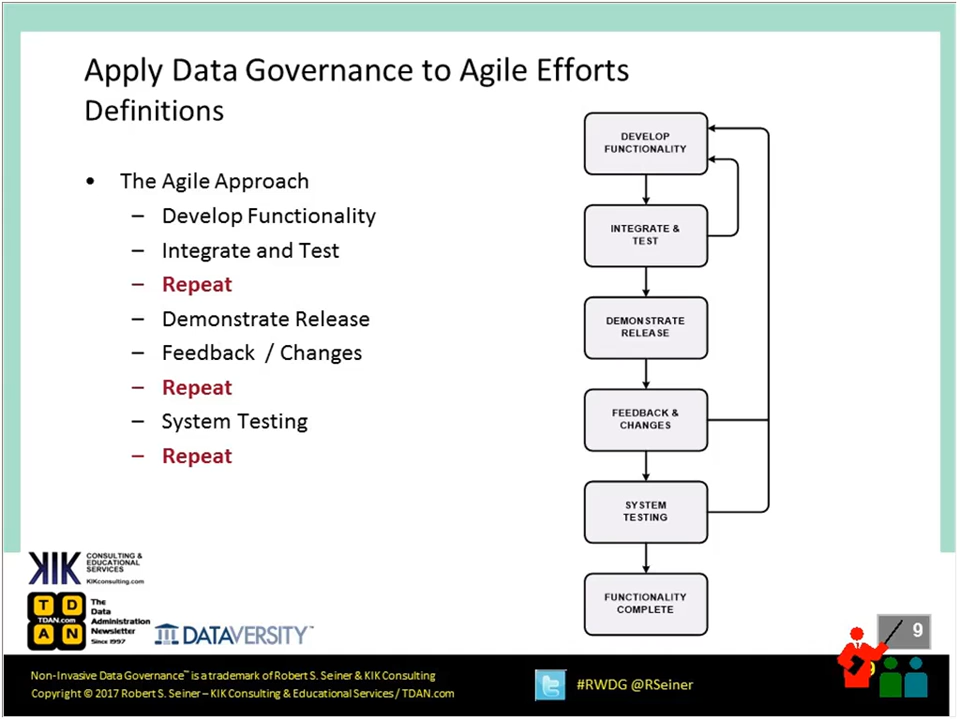 Apply Data Governance to Agile Efforts
Definitions
• The Agile Approach
– Develop Functionality
– Integrate and Test
– Repeat
– Demonstrate Release
– Feedback / Changes
– Repeat
– System Testing
– Repeat
DEVELOP
FUNCTIONALITY
INTEGRATE &
TEST
DEMONSTRATE
RELEASE
FEEDBACK &
CHANGES
SYSTEM
TESTING
FUNCTIONALITY
COMPLETE
KIK
CONSULTING &
EDUCATIONAL
SERVICES
KIKconsulting.com
T D
TDAN.com
A N
The
Data
Administration
Newsletter
Since 1997
DATAVERSITY™
9
9
Non-Invasive Data Governance™ is a trademark of Robert S. Seiner & KIK Consulting
Copyright © 2017 Robert S. Seiner – KIK Consulting & Educational Services / TDAN.com
#RWDG @RSeiner